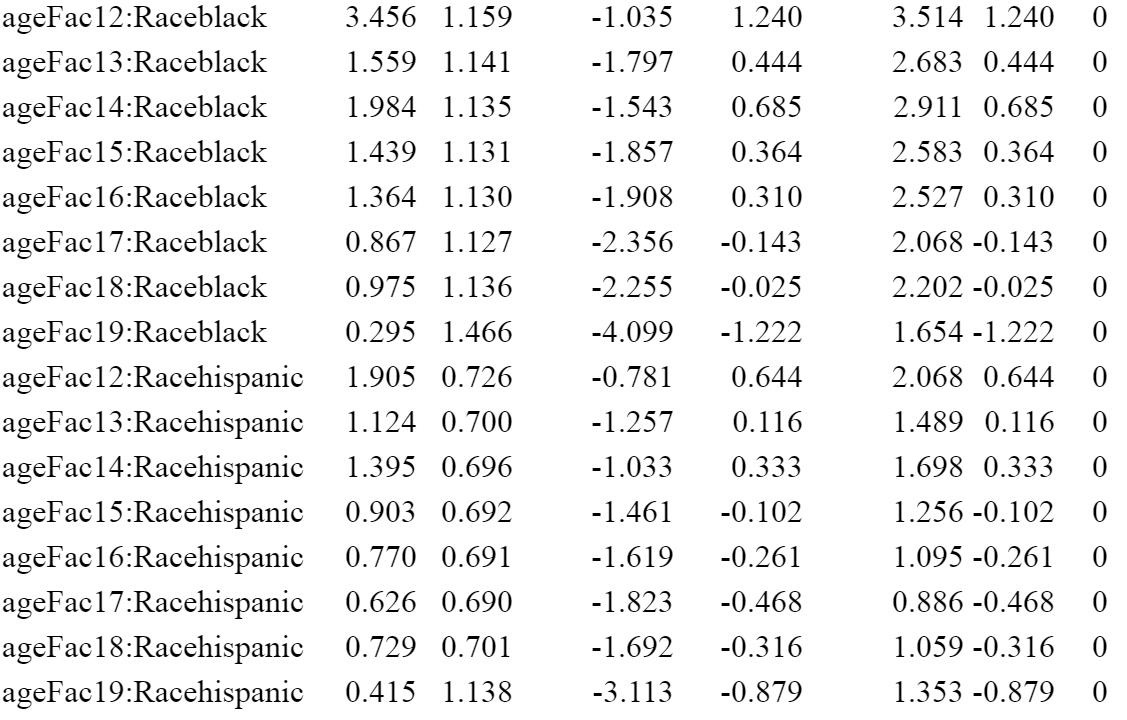 ageFac12:Raceblack 3.456 1.159 -1.035 1.240 3.514 1.240 0
ageFac13:Raceblack 1.559 1.141 -1.797 0.444 2.683 0.444 0
ageFac14:Raceblack 1.984 1.135 -1.543 0.685 2.911 0.685 0
ageFac15:Raceblack 1.439 1.131 -1.857 0.364 2.583 0.364 0
ageFac16:Raceblack 1.364 1.130 -1.908 0.310 2.527 0.310 0
ageFac17:Raceblack 0.867 1.127 -2.356 -0.143 2.068 -0.143 0
ageFac18:Raceblack 0.975 1.136 -2.255 -0.025 2.202 -0.025 0
ageFac19:Raceblack 0.295 1.466 -4.099 -1.222 1.654 -1.222 0
ageFac12:Racehispanic 1.905 0.726 -0.781 0.644 2.068 0.644 0
ageFac13:Racehispanic 1.124 0.700 -1.257 0.116 1.489 0.116 0
ageFac14:Racehispanic 1.395 0.696 -1.033 0.333 1.698 0.333 0
ageFac15:Racehispanic 0.903 0.692 -1.461 -0.102 1.256 -0.102 0
ageFac16:Racehispanic 0.770 0.691 -1.619 -0.261 1.095 -0.261 0
ageFac17:Racehispanic 0.626 0.690 -1.823 -0.468 0.886 -0.468 0
ageFac18:Racehispanic 0.729 0.701 -1.692 -0.316 1.059 -0.316 0
ageFac19:Racehispanic 0.415 1.138 -3.113 -0.879 1.353 -0.879 0